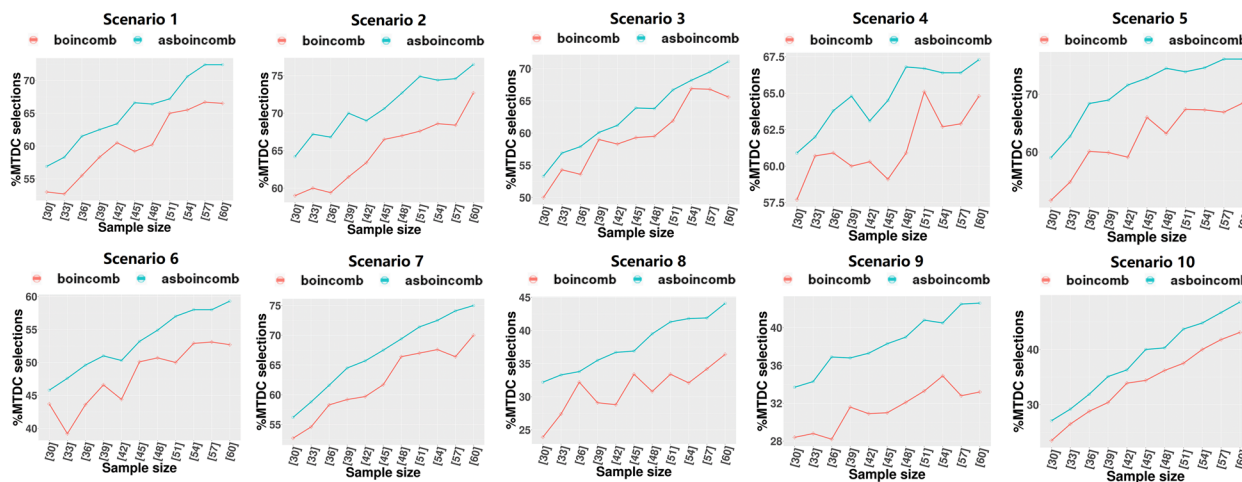 Scenario 1
boincomb asboincomb
%MTDC selections
70
65
60
55
[30] [33] [36] [39] [42] [45] [48] [51] [54] [57] [60]
Sample size
Scenario 2
boincomb asboincomb
%MTDC selections
75
70
65
60
[30] [33] [36] [39] [42] [45] [48] [51] [54] [57] [60]
Sample size
Scenario 3
boincomb asboincomb
%MTDC selections
70
65
60
55
50
[30] [33] [36] [39] [42] [45] [48] [51] [54] [57] [60]
Sample size
Scenario 4
boincomb asboincomb
%MTDC selections
67.5
65.0
62.5
60.0
57.5
[30] [33] [36] [39] [42] [45] [48] [51] [54] [57] [60]
Sample size
Scenario 5
boincomb asboincomb
%MTDC selections
70
60
[30] [33] [36] [39] [42] [45] [48] [51] [54] [57]
Sample size
Scenario 6
boincomb asboincomb
%MTDC selections
60
55
50
45
40
[30] [33] [36] [39] [42] [45] [48] [51] [54] [57] [60]
Sample size
Scenario 7
boincomb asboincomb
%MTDC selections
75
70
65
60
55
[30] [33] [36] [39] [42] [45] [48] [51] [54] [57] [60]
Sample size
Scenario 8
boincomb asboincomb
%MTDC selections
45
40
35
30
25
[30] [33] [36] [39] [42] [45] [48] [51] [54] [57] [60]
Sample size
Scenario 9
boincomb asboincomb
%MTDC selections
40
36
32
28
[30] [33] [36] [39] [42] [45] [48] [51] [54] [57] [60]
Sample size
Scenario 10
boincomb asboincomb
%MTDC selections
40
30
[30] [33] [36] [39] [42] [45] [48] [51] [54] [57]
Sample size